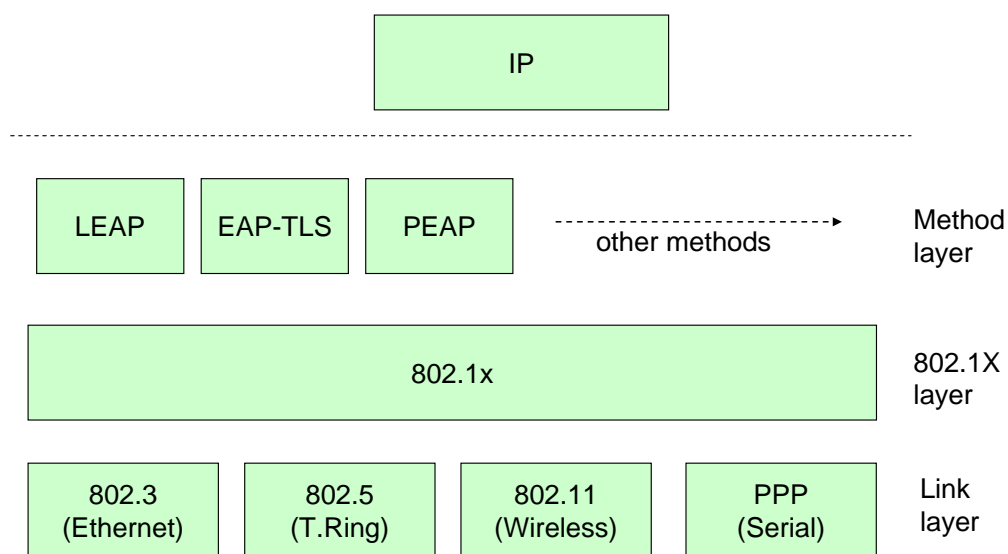 IP
LEAP
EAP-TLS
PEAP
other methods
Method
layer
802.1x
802.1X
layer
802.3
(Ethernet)
802.5
(T.Ring)
802.11
(Wireless)
PPP
(Serial)
Link
layer